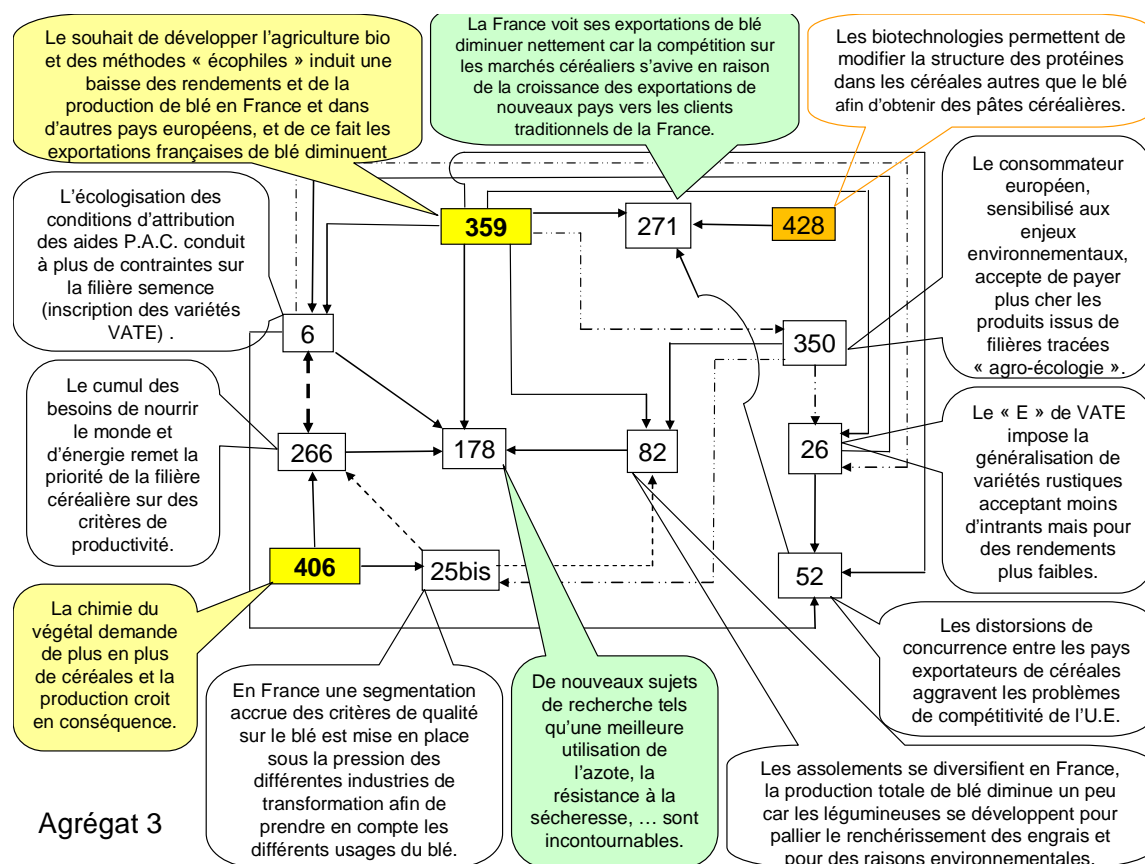 Le souhait de développer l'agriculture bio
et des méthodes « écophiles » induit une
baisse des rendements et de la
production de blé en France et dans
d'autres pays européens, et de ce fait les
exportations françaises de blé diminuent
La France voit ses exportations de blé
diminuer nettement car la compétition sur
les marchés céréaliers s'avive en raison
de la croissance des exportations de
nouveaux pays vers les clients
traditionnels de la France.
Les biotechnologies permettent de
modifier la structure des protéines
dans les céréales autres que le blé
afin d'obtenir des pâtes céréalières.
L'écologisation des
conditions d'attribution
des aides P.A.C. conduit
à plus de contraintes sur
la filière semence
(inscription des variétés
VATE) .
359
271
428
Le consommateur
européen,
sensibilisé aux
enjeux
environnementaux,
accepte de payer
plus cher les
produits issus de
filières tracées
« agro-écologie ».
6
350
Le cumul des
besoins de nourrir
le monde et
d'énergie remet la
priorité de la filière
céréalière sur des
critères de
productivité.
266
178
82
26
Le « E » de VATE
impose la
généralisation de
variétés rustiques
acceptant moins
d'intrants mais pour
des rendements
plus faibles.
406
25bis
52
La chimie du
végétal demande
de plus en plus
de céréales et la
production croit
en conséquence.
En France une segmentation
accrue des critères de qualité
sur le blé est mise en place
sous la pression des
différentes industries de
transformation afin de
prendre en compte les
différents usages du blé.
De nouveaux sujets
de recherche tels
qu'une meilleure
utilisation de
l'azote, la
résistance à la
sécheresse, … sont
incontournables.
Les distorsions de
concurrence entre les pays
exportateurs de céréales
aggravent les problèmes
de compétitivité de l'U.E.
Les assolements se diversifient en France,
la production totale de blé diminue un peu
car les légumineuses se développent pour
pallier le renchérissement des engrais et
pour des raisons environnementales.
Agrégat 3